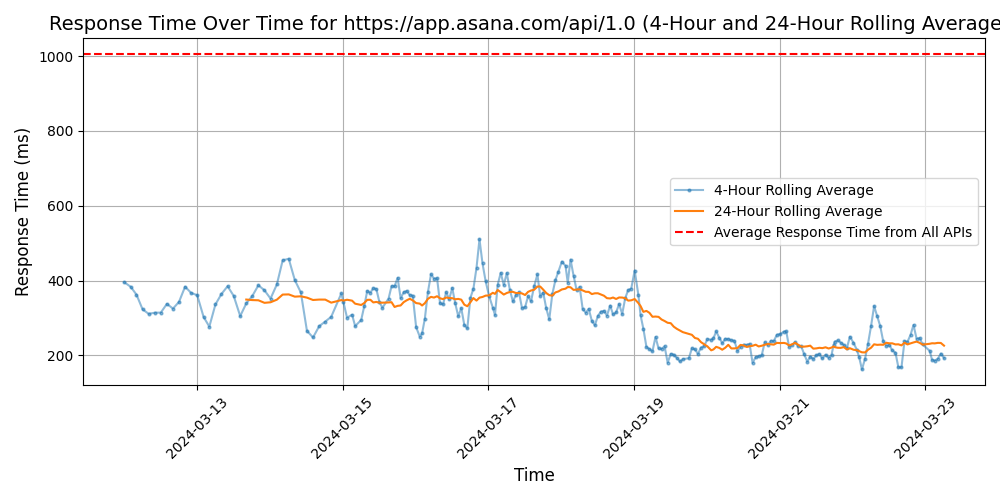 Response Time Over Time for https://app.asana.com/api/1.0 (4-Hour and 24-Hour Rolling Average
Response Time (ms)
1000
800
600
400
200
4-Hour Rolling Average
24-Hour Rolling Average
Average Response Time from All APIs
2024-03-13
2024-03-15
2024-03-17
2024-03-19
2024-03-21
2024-03-23
Time